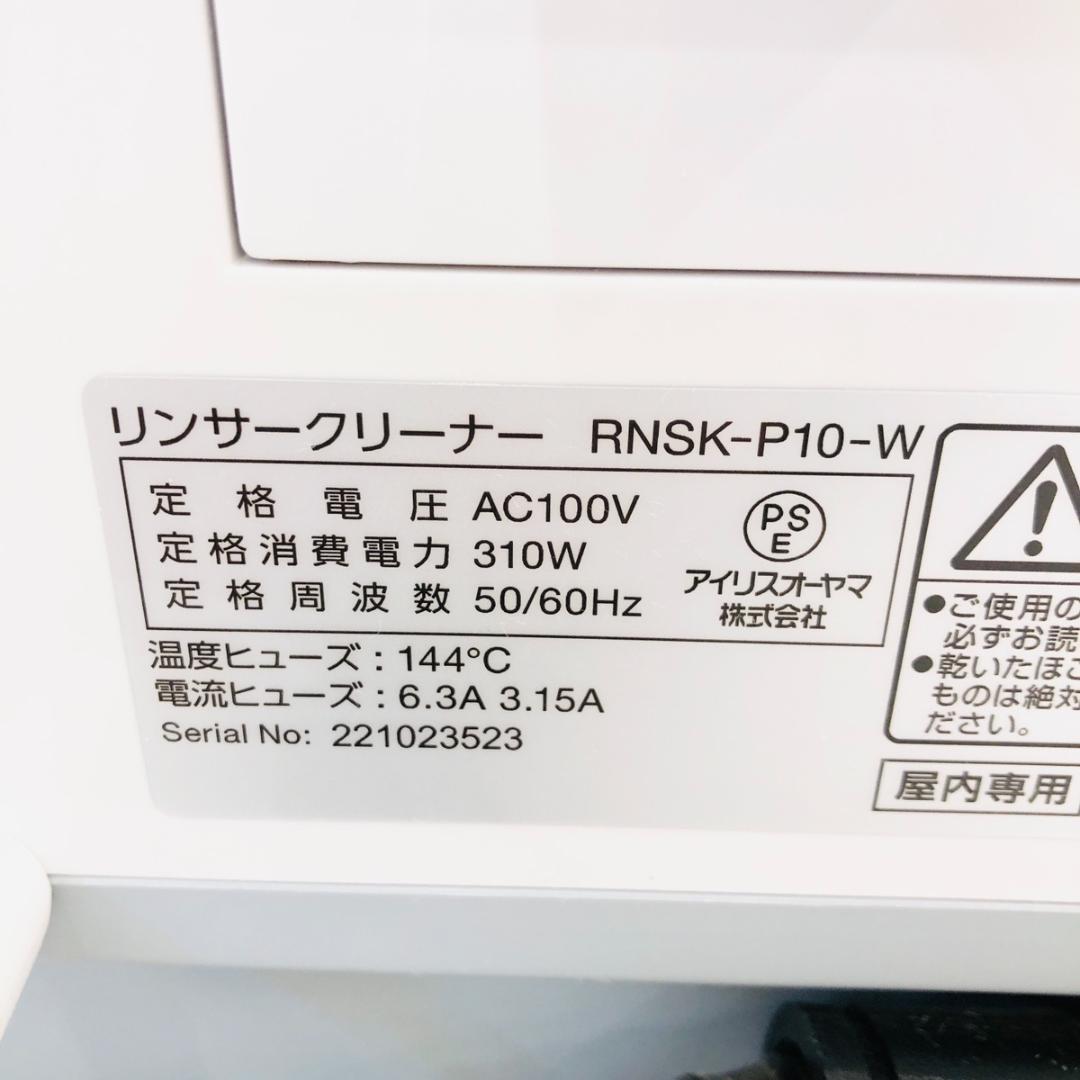 リンサークリーナー RNSK-P10-W
定格電圧 AC100V
定格消費電力 310W
定格周波数 50/60Hz
PSE
アイリスオーヤマ
株式会社
温度ヒューズ : 144°C
電流ヒューズ : 6.3A 3.15A
Serial No: 221023523
●ご使用の
必ずお読
●乾いたほこ
ものは絶対
ださい。
屋内専用